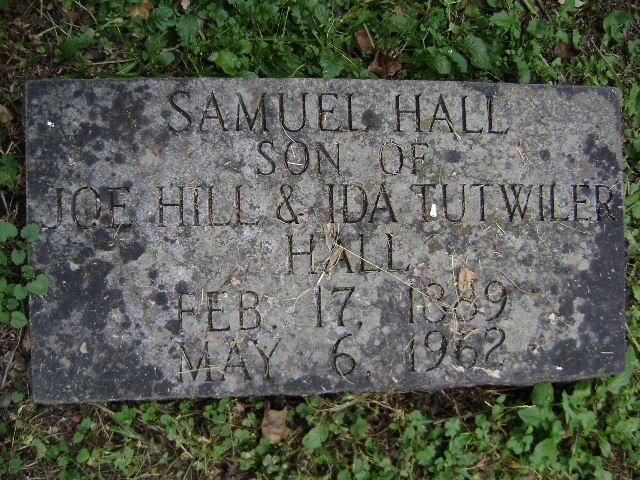 SAMUEL HALL
SON OF
JOE HILL & IDA TUTWILER
HALL
FEB. 17, 1889
MAY 6, 1962